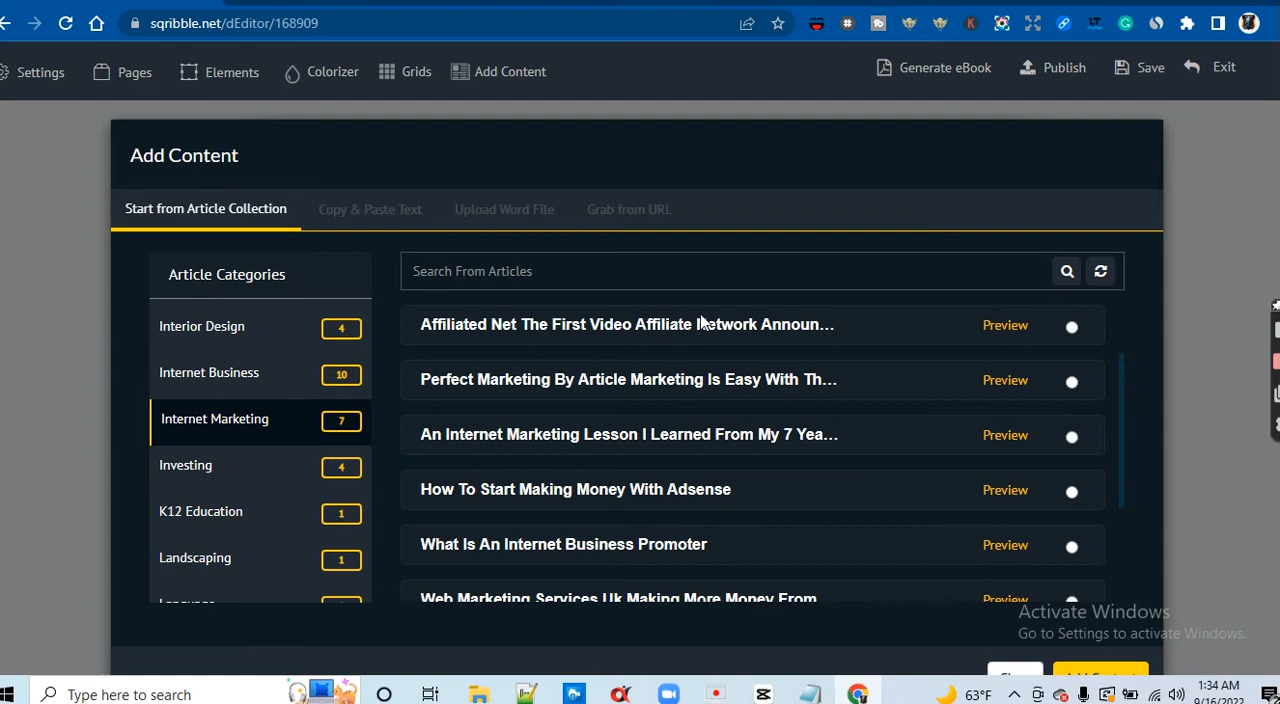 sqribble.net/dEditor/168909
Settings Pages Elements Colorizer Grids Add Content Generate eBook Publish Save Exit
Add Content
Start from Article Collection Copy & Paste Text Upload Word File Grab from URL
Article Categories
Interior Design 4
Internet Business 10
Internet Marketing 7
Investing 4
K12 Education 1
Landscaping 1
Language
Search From Articles
Affiliated Net The First Video Affiliate Network Announ... Preview
Perfect Marketing By Article Marketing Is Easy With Th... Preview
An Internet Marketing Lesson I Learned From My 7 Yea... Preview
How To Start Making Money With Adsense Preview
What Is An Internet Business Promoter Preview
Web Marketing Services Uk Making More Money From Preview
Activate Windows
Go to Settings to activate Windows.
Add Content
Type here to search
63°F
1:34 AM
9/16/2022